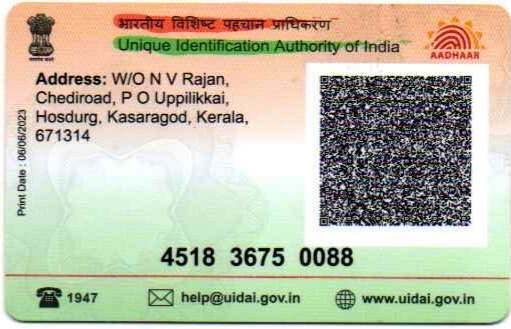 भारतीय विशिष्ट पहचान प्राधिकरण
Unique Identification Authority of India
AADHAAR
Address: W/O N V Rajan,
Chediroad, P O Uppilikkai,
Hosdurg, Kasaragod, Kerala,
671314
Print Date : 06/06/2023
4518 3675 0088
1947
help@uidai.gov.in
www.uidai.gov.in